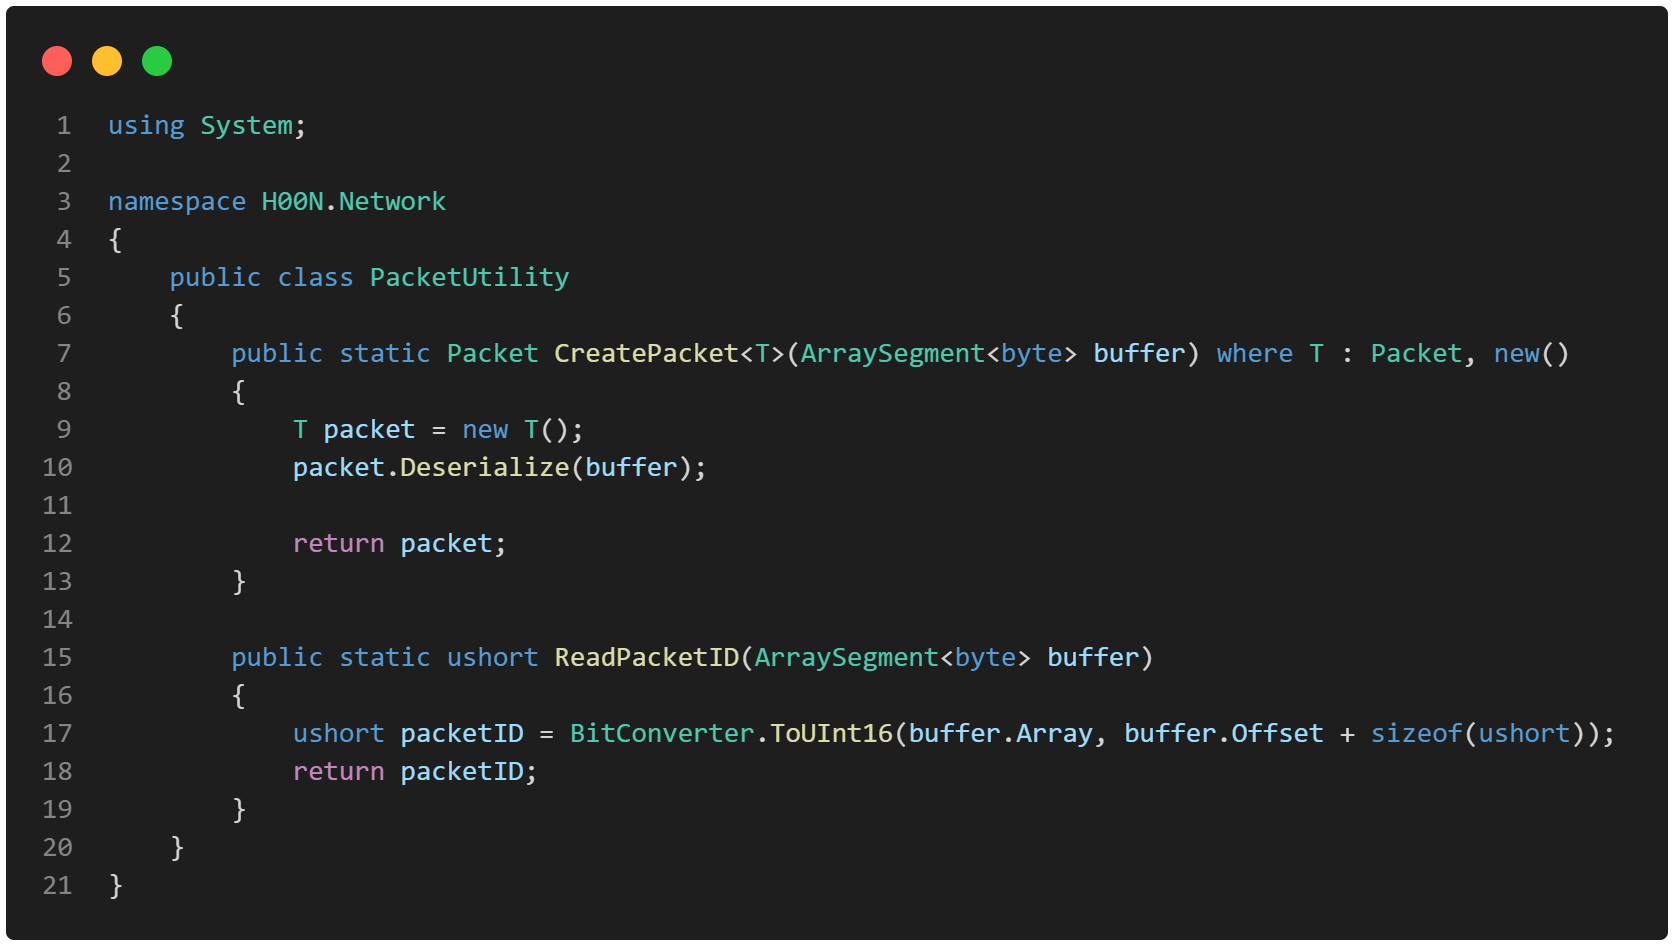 1 using System;
2
3 namespace H00N.Network
4 {
5     public class PacketUtility
6     {
7         public static Packet CreatePacket<T>(ArraySegment<byte> buffer) where T : Packet, new()
8         {
9             T packet = new T();
10             packet.Deserialize(buffer);
11
12             return packet;
13         }
14
15         public static ushort ReadPacketID(ArraySegment<byte> buffer)
16         {
17             ushort packetID = BitConverter.ToUInt16(buffer.Array, buffer.Offset + sizeof(ushort));
18             return packetID;
19         }
20     }
21 }